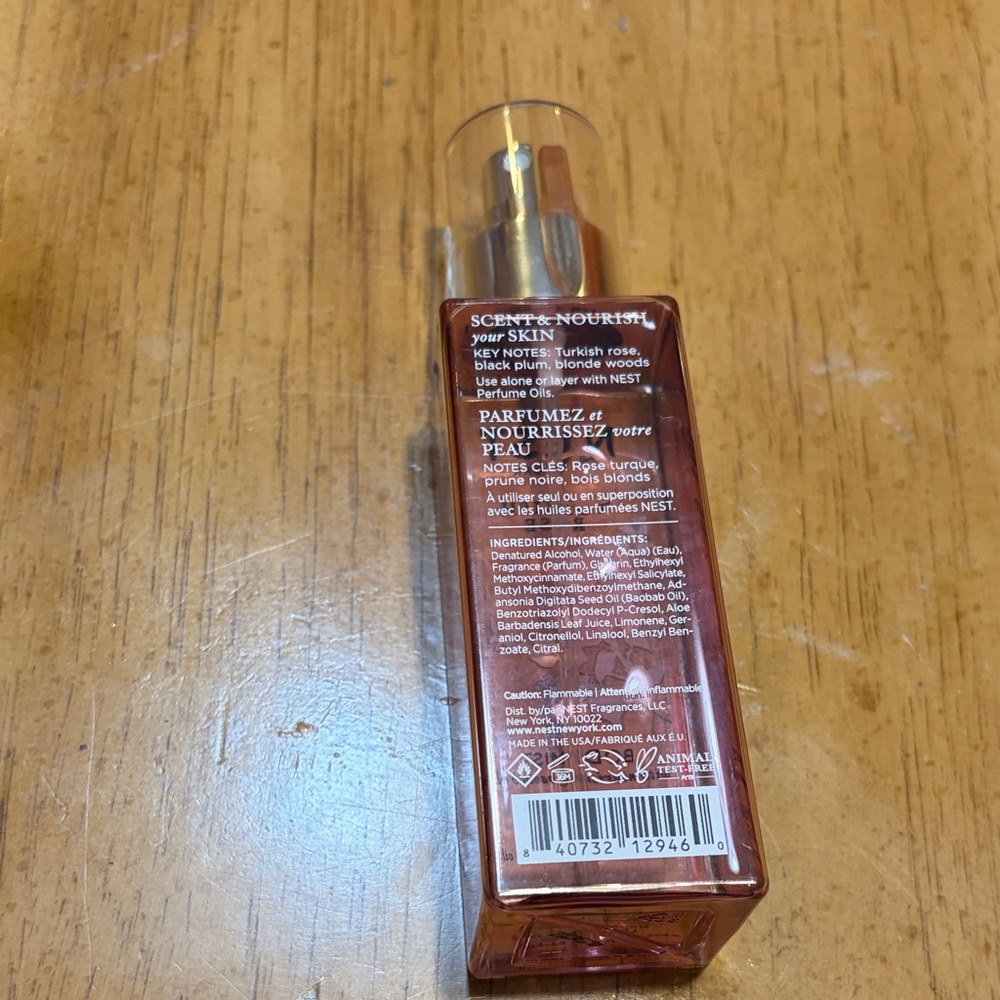 SCENT & NOURISH
your SKIN
KEY NOTES: Turkish rose,
black plum, blonde woods
Use alone or layer with NEST
Perfume Oils.
PARFUMEZ et
NOURRISSEZ votre
PEAU
NOTES CLÉS: Rose turque,
prune noire, bois blonds
À utiliser seul ou en superposition
avec les huiles parfumées NEST.
INGREDIENTS/INGRÉDIENTS:
Denatured Alcohol, Water (Aqua) (Eau),
Fragrance (Parfum), Glycerin, Ethylhexyl
Methoxycinnamate, Ethylhexyl Salicylate,
Butyl Methoxydibenzoylmethane, Ad-
ansonia Digitata Seed Oil (Baobab Oil),
Benzotriazolyl Dodecyl P-Cresol, Aloe
Barbadensis Leaf Juice, Limonene, Ger-
aniol, Citronellol, Linalool, Benzyl Ben-
zoate, Citral.
Caution: Flammable | Attention: Inflammable
Dist. by/par NEST Fragrances, LLC
New York, NY 10022
www.nestnewyork.com
MADE IN THE USA/FABRIQUÉ AUX É.U.
36M
ANIMAL
TEST-FREE
PETA
8 40732 12946 0